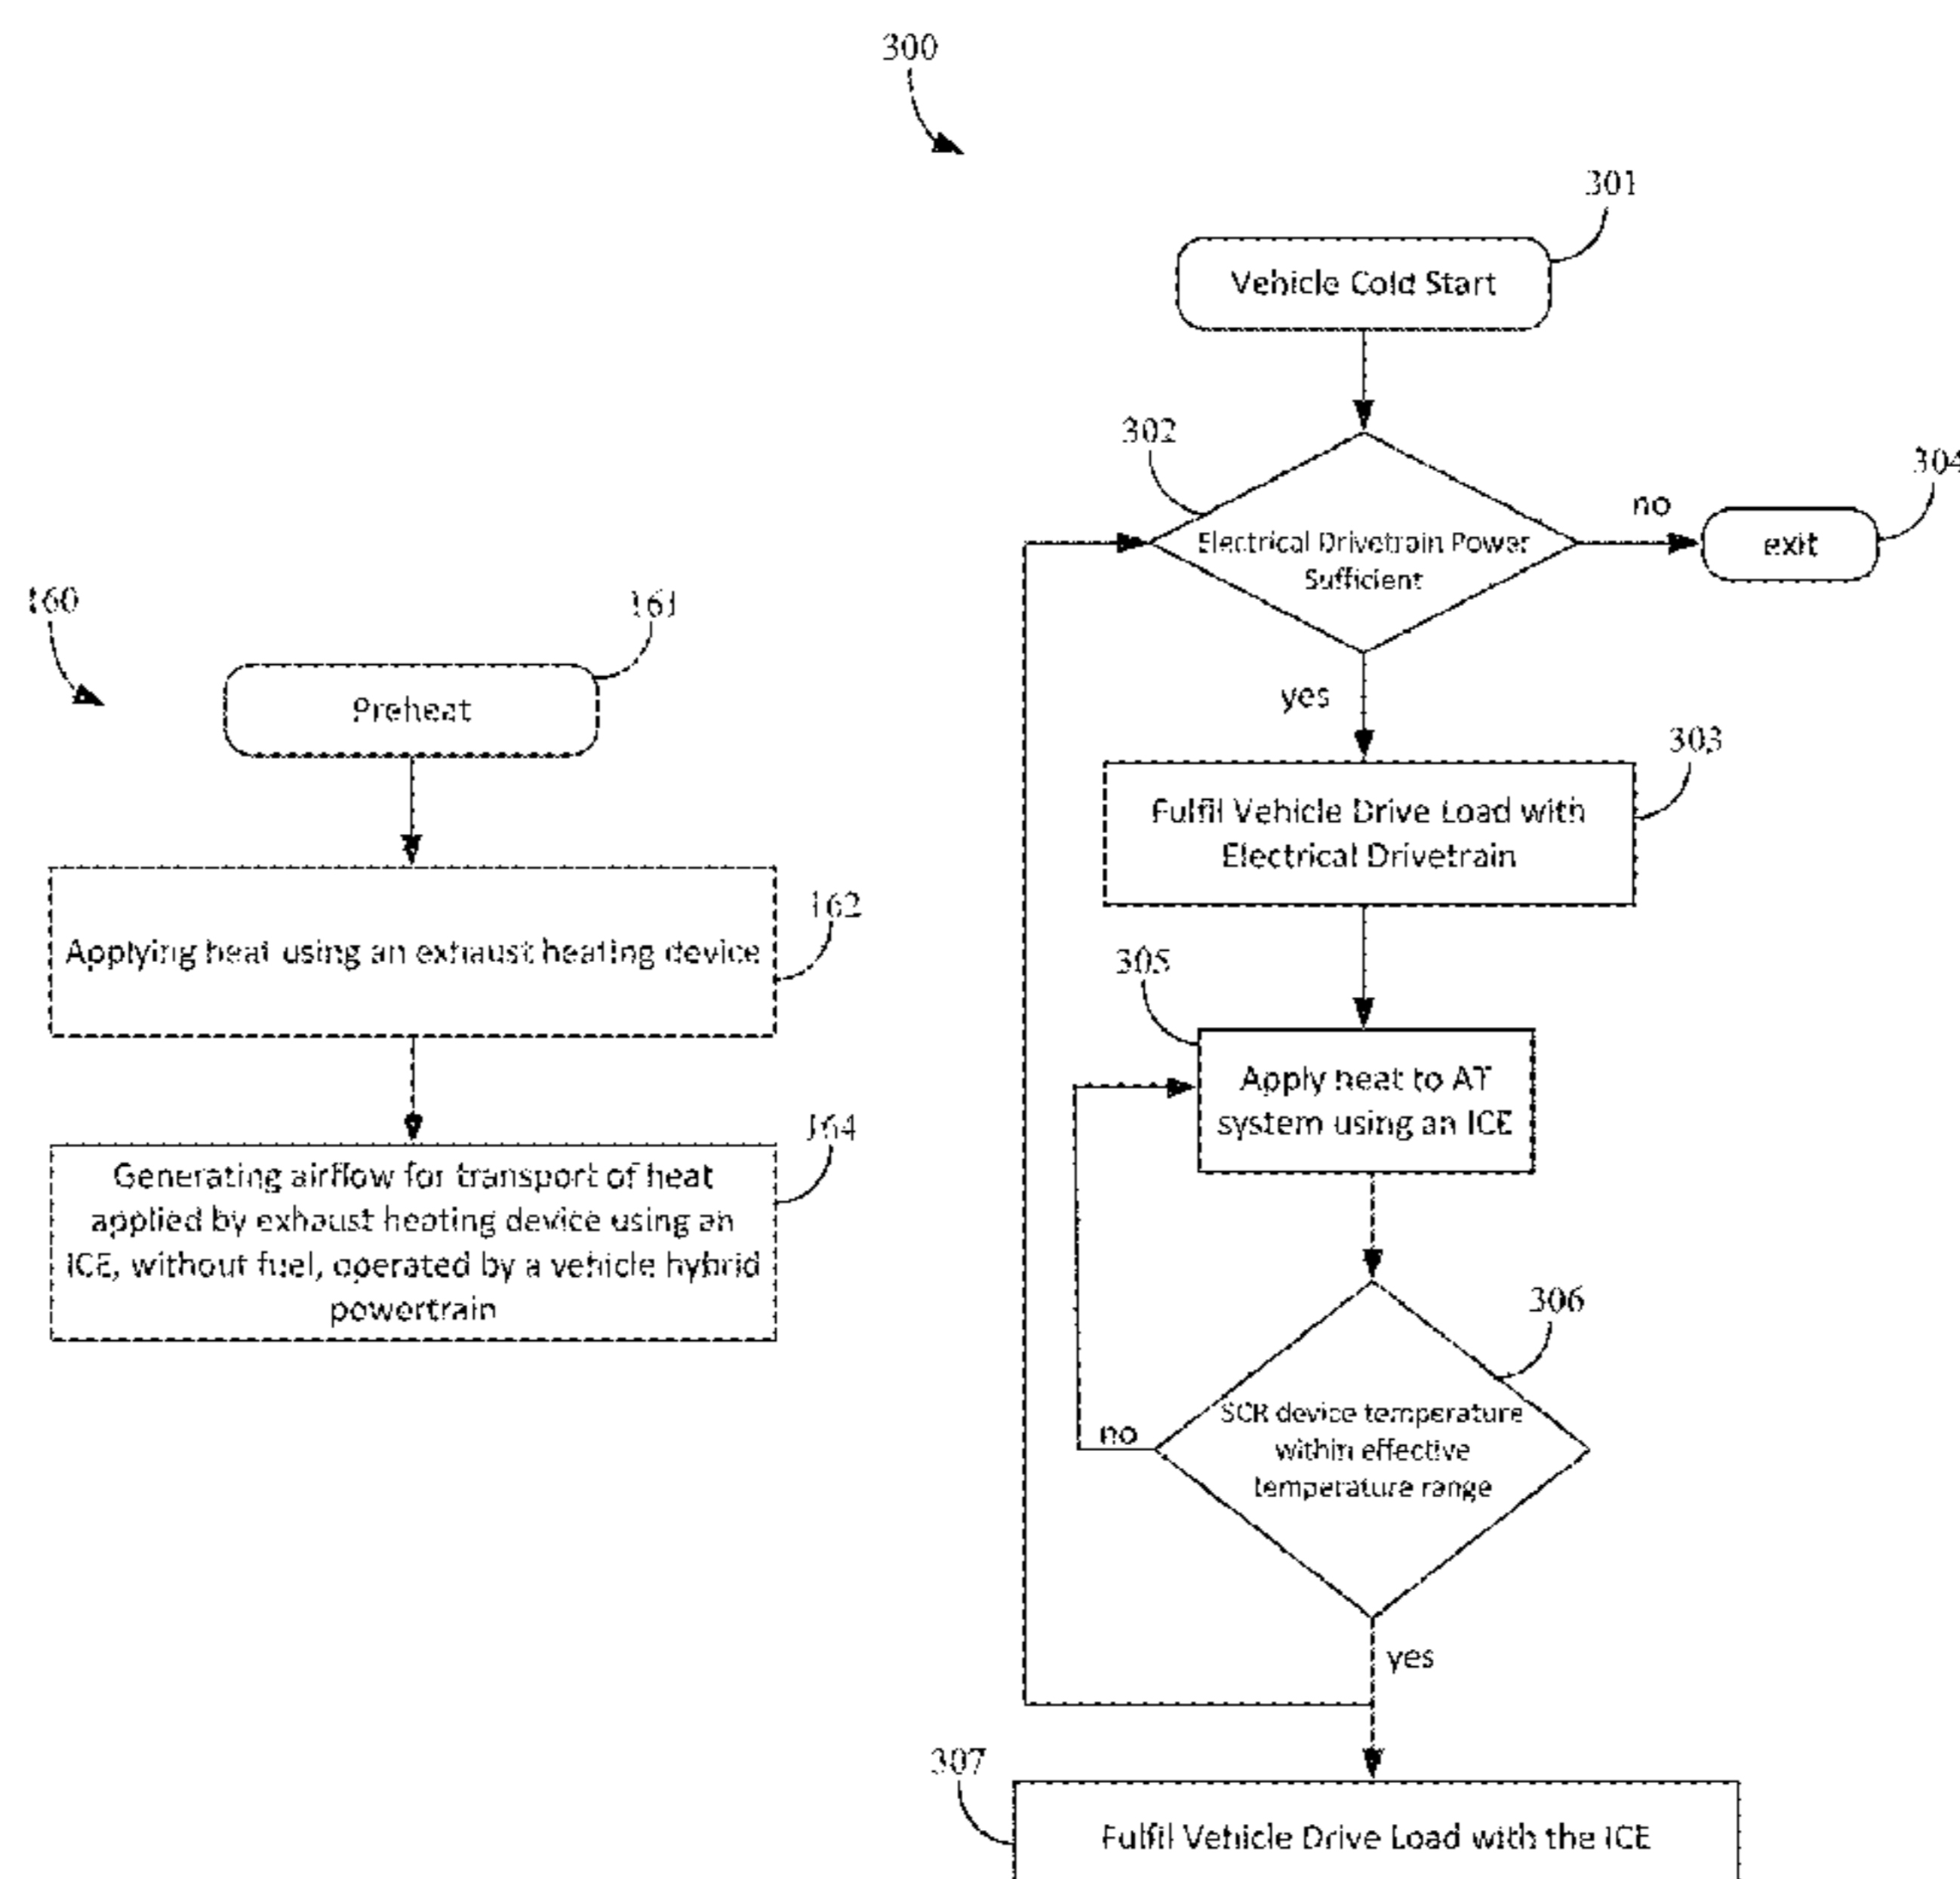 300
301
Vehicle Cold Start
302
Electrical Drivetrain Power
Sufficient
no
304
exit
yes
303
Fulfil Vehicle Drive Load with
Electrical Drivetrain
305
Apply heat to AT
system using an ICE
306
SCR device temperature
within effective
temperature range
no
yes
307
Fulfil Vehicle Drive Load with the ICE
160
161
Preheat
162
Applying heat using an exhaust heating device
164
Generating airflow for transport of heat
applied by exhaust heating device using an
ICE, without fuel, operated by a vehicle hybrid
powertrain